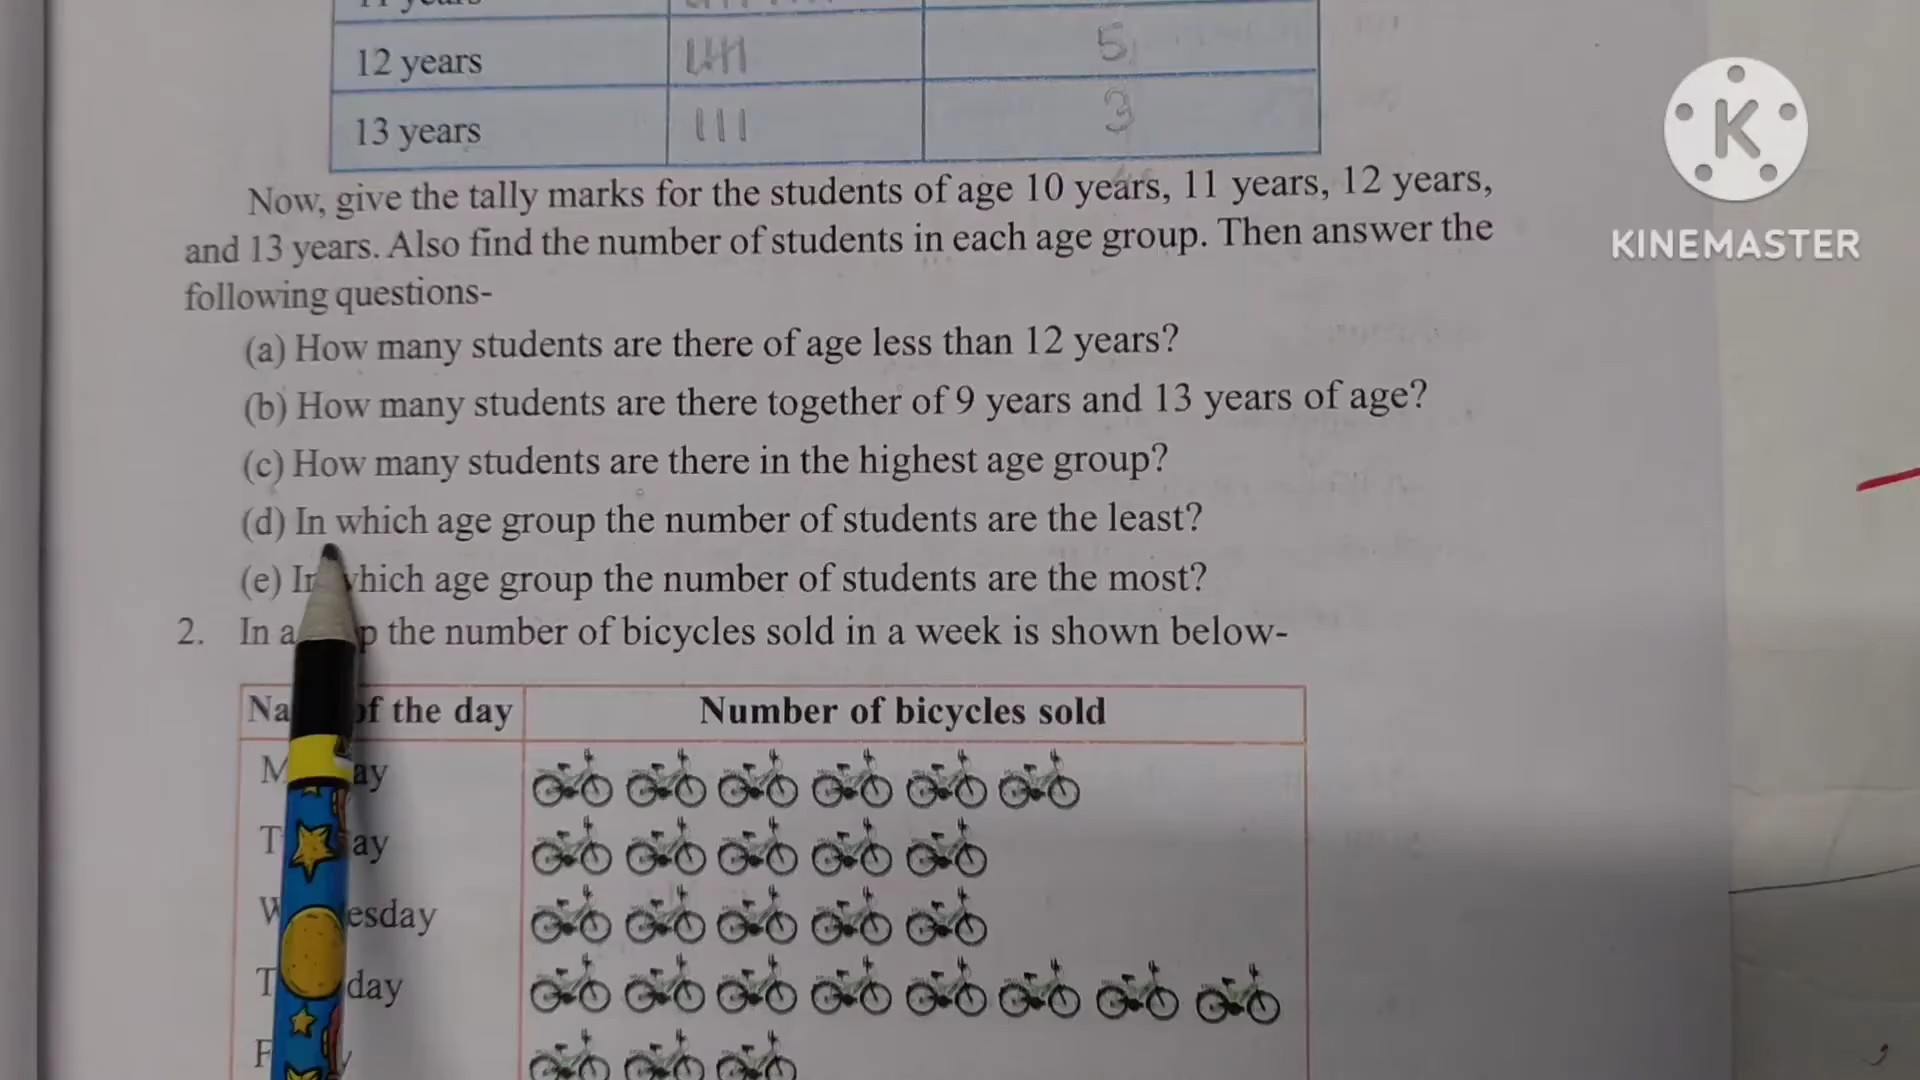 11 years
12 years 5
13 years 3
Now, give the tally marks for the students of age 10 years, 11 years, 12 years,
and 13 years. Also find the number of students in each age group. Then answer the
following questions-
(a) How many students are there of age less than 12 years?
(b) How many students are there together of 9 years and 13 years of age?
(c) How many students are there in the highest age group?
(d) In which age group the number of students are the least?
(e) In which age group the number of students are the most?
2. In a the number of bicycles sold in a week is shown below-
of the day Number of bicycles sold
K
KINEMASTER